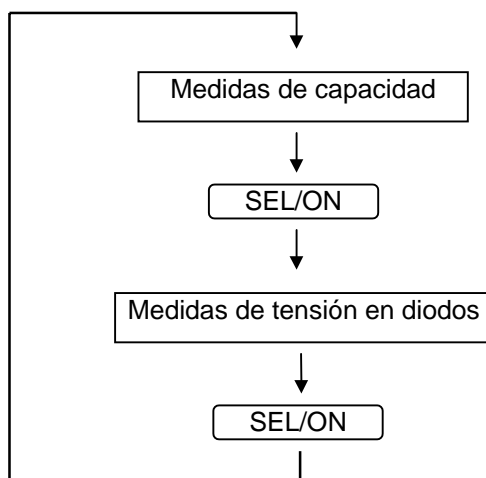 Medidas de capacidad
SEL/ON
Medidas de tensión en diodos
SEL/ON